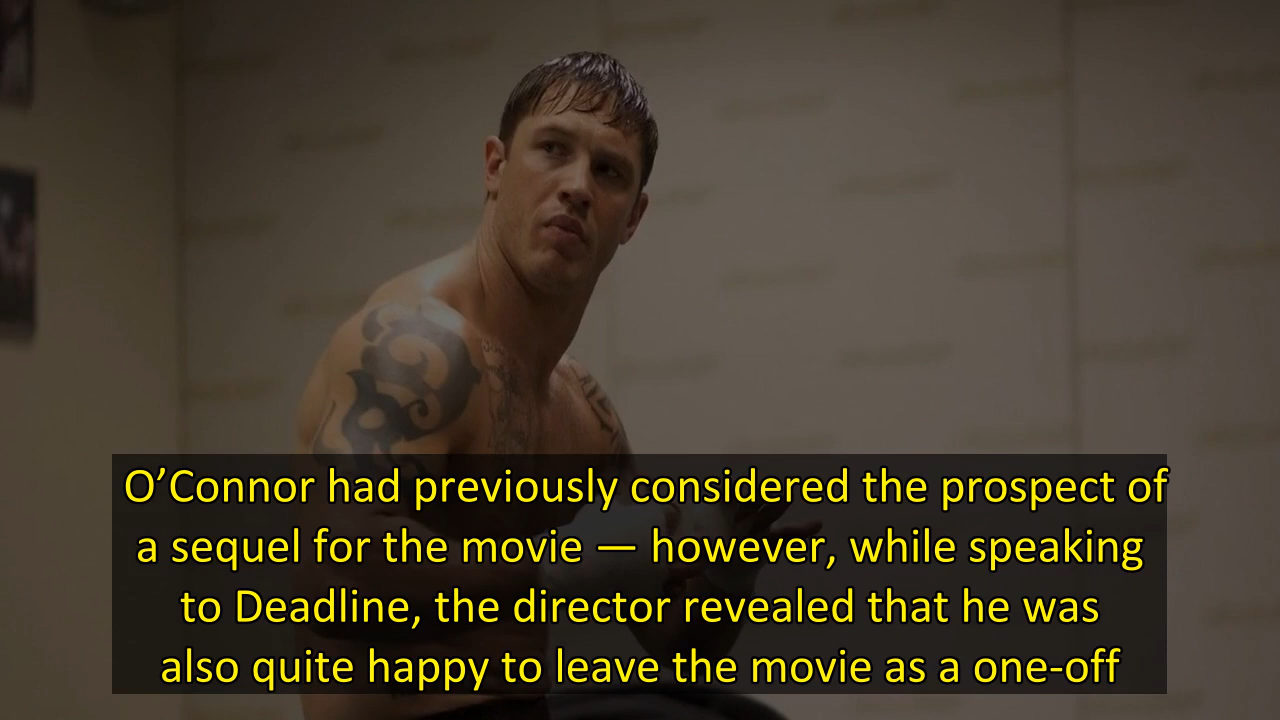 O’Connor had previously considered the prospect of
a sequel for the movie — however, while speaking
to Deadline, the director revealed that he was
also quite happy to leave the movie as a one-off